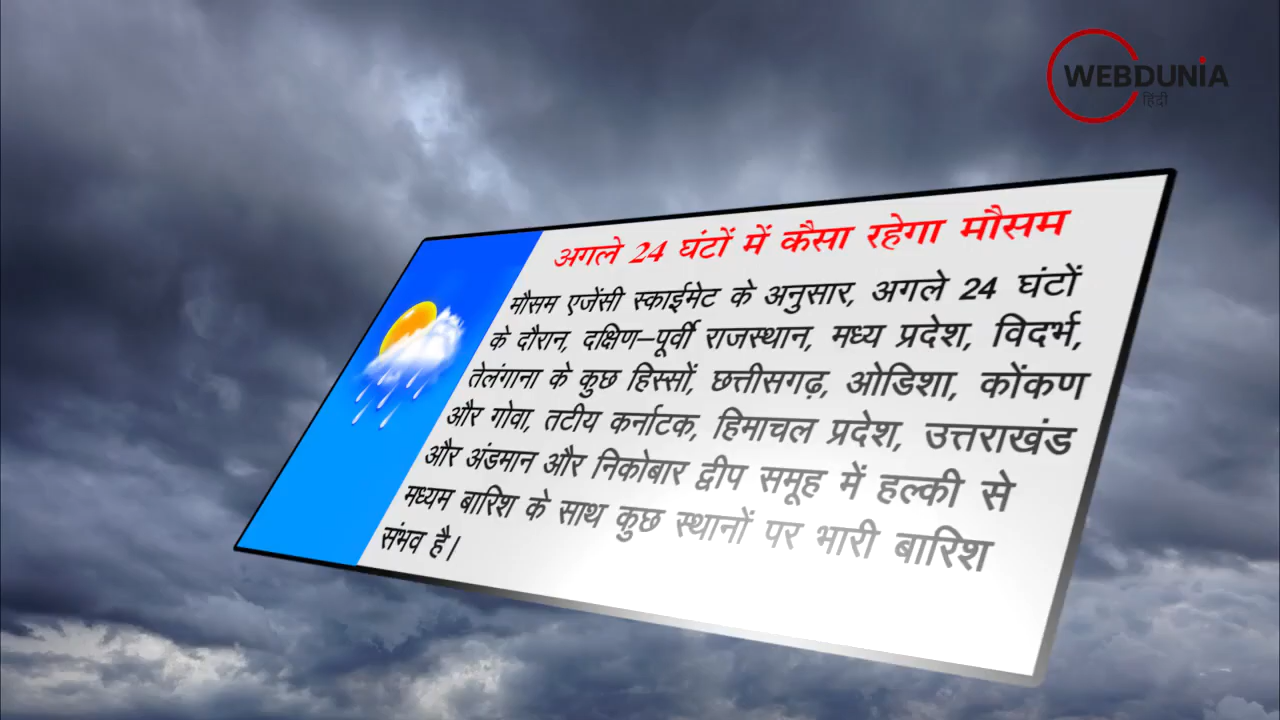 WEBDUNIA
हिंदी
अगले 24 घंटों में कैसा रहेगा मौसम
मौसम एजेंसी स्काईमेट के अनुसार, अगले 24 घंटों
के दौरान, दक्षिण–पूर्वी राजस्थान, मध्य प्रदेश, विदर्भ,
तेलंगाना के कुछ हिस्सों, छत्तीसगढ़, ओडिशा, कोंकण
और गोवा, तटीय कर्नाटक, हिमाचल प्रदेश, उत्तराखंड
और अंडमान और निकोबार द्वीप समूह में हल्की से
मध्यम बारिश के साथ कुछ स्थानों पर भारी बारिश
संभव है।